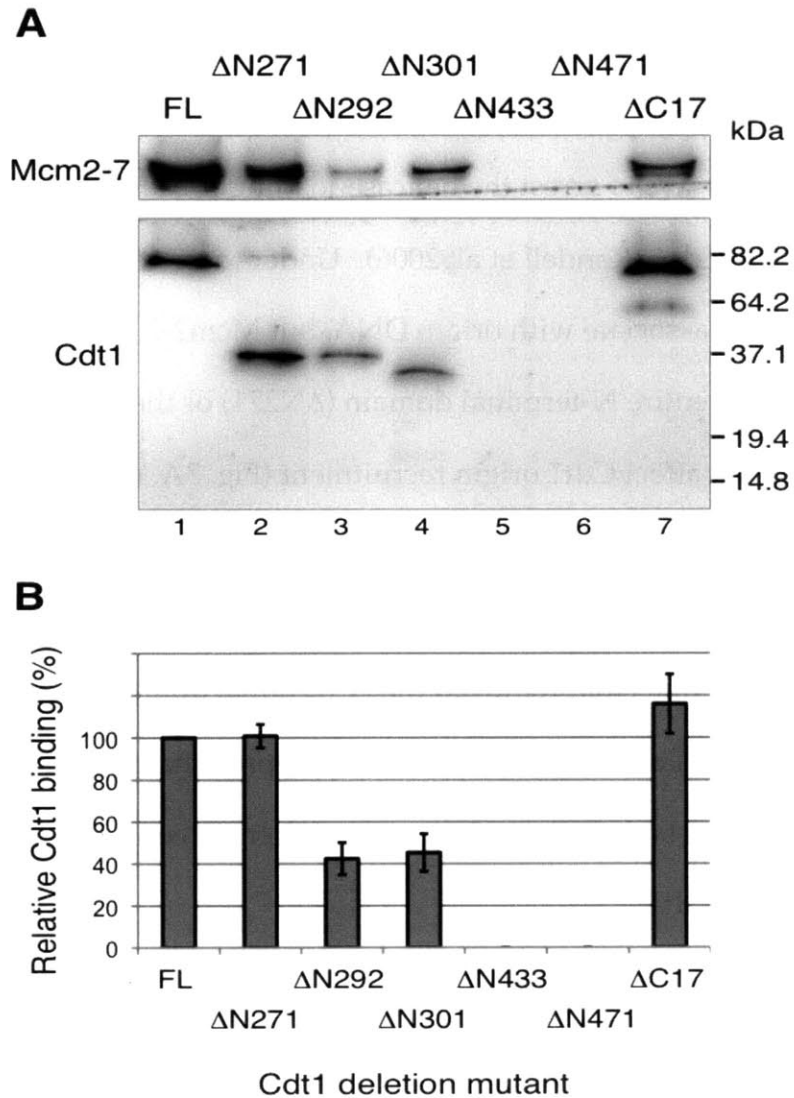 A
ΔN271 ΔN301 ΔN471
FL ΔN292 ΔN433 ΔC17
kDa
Mcm2-7
82.2
64.2
Cdt1
37.1
19.4
14.8
1 2 3 4 5 6 7
B
Relative Cdt1 binding (%)
100
80
60
40
20
0
FL ΔN292 ΔN433 ΔC17
ΔN271 ΔN301 ΔN471
Cdt1 deletion mutant